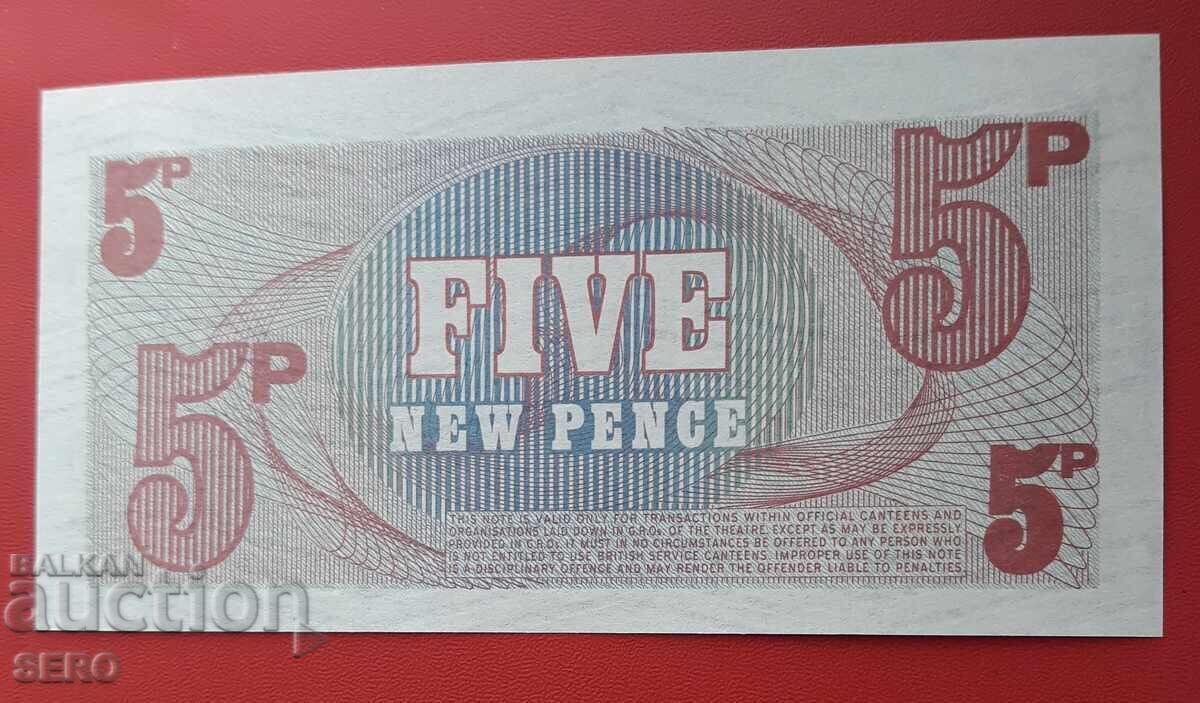 5P
5P
FIVE
NEW PENCE
5P
5P
THIS NOTE IS VALID ONLY FOR TRANSACTIONS WITHIN OFFICIAL CANTEENS AND
ORGANISATIONS LAID DOWN IN G.R.Os. OF THE THEATRE. EXCEPT AS MAY BE EXPRESSLY
PROVIDED IN G.R.O. IT MUST IN NO CIRCUMSTANCES BE OFFERED TO ANY PERSON WHO
IS NOT ENTITLED TO USE BRITISH SERVICE CANTEENS. IMPROPER USE OF THIS NOTE
IS A DISCIPLINARY OFFENCE AND MAY RENDER THE OFFENDER LIABLE TO PENALTIES.
BALKAN
auction
SERO